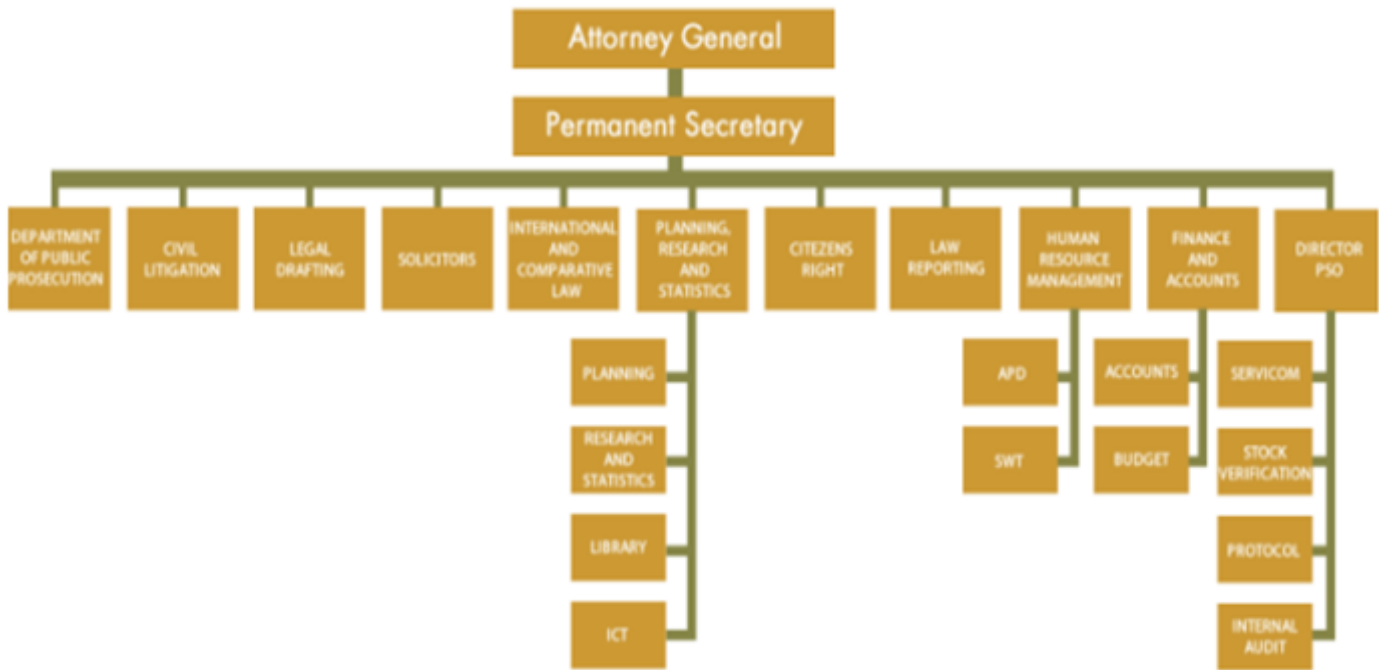 Attorney General
Permanent Secretary
DEPARTMENT
OF PUBLIC
PROSECUTION
CIVIL
LITIGATION
LEGAL
DRAFTING
SOLICITORS
INTERNATIONAL
AND
COMPARATIVE
LAW
PLANNING,
RESEARCH
AND
STATISTICS
CITEZENS
RIGHT
LAW
REPORTING
HUMAN
RESOURCE
MANAGEMENT
FINANCE
AND
ACCOUNTS
DIRECTOR
PSO
PLANNING
RESEARCH
AND
STATISTICS
LIBRARY
ICT
APD
SWT
ACCOUNTS
BUDGET
SERVICOM
STOCK
VERIFICATION
PROTOCOL
INTERNAL
AUDIT